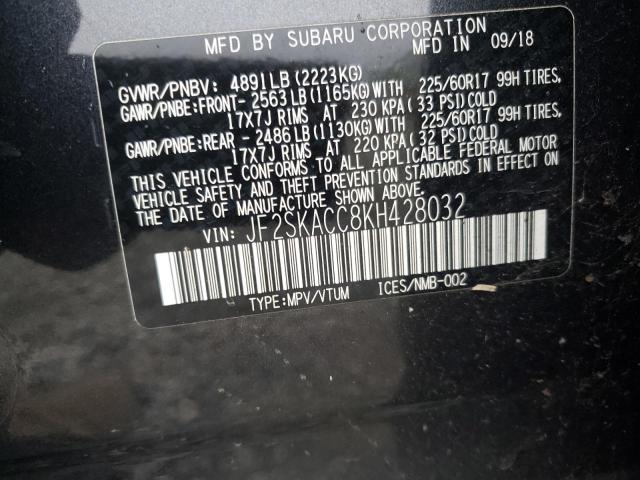 MFD BY SUBARU CORPORATION
MFD IN 09/18
GVWR/PNBV: 4891LB(2223KG)
GAWR/PNBE:FRONT- 2563LB(1165KG)WITH 225/60R17 99H TIRES,
17X7J RIMS AT 230 KPA(33 PSI)COLD
GAWR/PNBE:REAR - 2486LB(1130KG)WITH 225/60R17 99H TIRES,
17X7J RIMS AT 220 KPA(32 PSI)COLD
THIS VEHICLE CONFORMS TO ALL APPLICABLE FEDERAL MOTOR
VEHICLE SAFETY AND THEFT PREVENTION STANDARDS IN EFFECT ON
THE DATE OF MANUFACTURE SHOWN ABOVE.
VIN: JF2SKACC8KH428032
TYPE:MPV/VTUM ICES/NMB-002